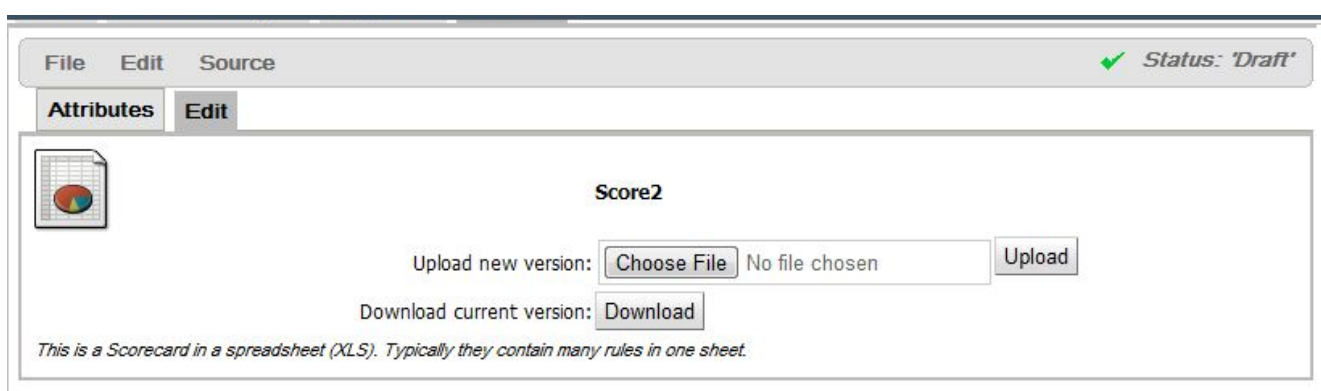 File Edit Source
Status: 'Draft'
Attributes Edit
Score2
Upload new version: Choose File No file chosen Upload
Download current version: Download
This is a Scorecard in a spreadsheet (XLS). Typically they contain many rules in one sheet.